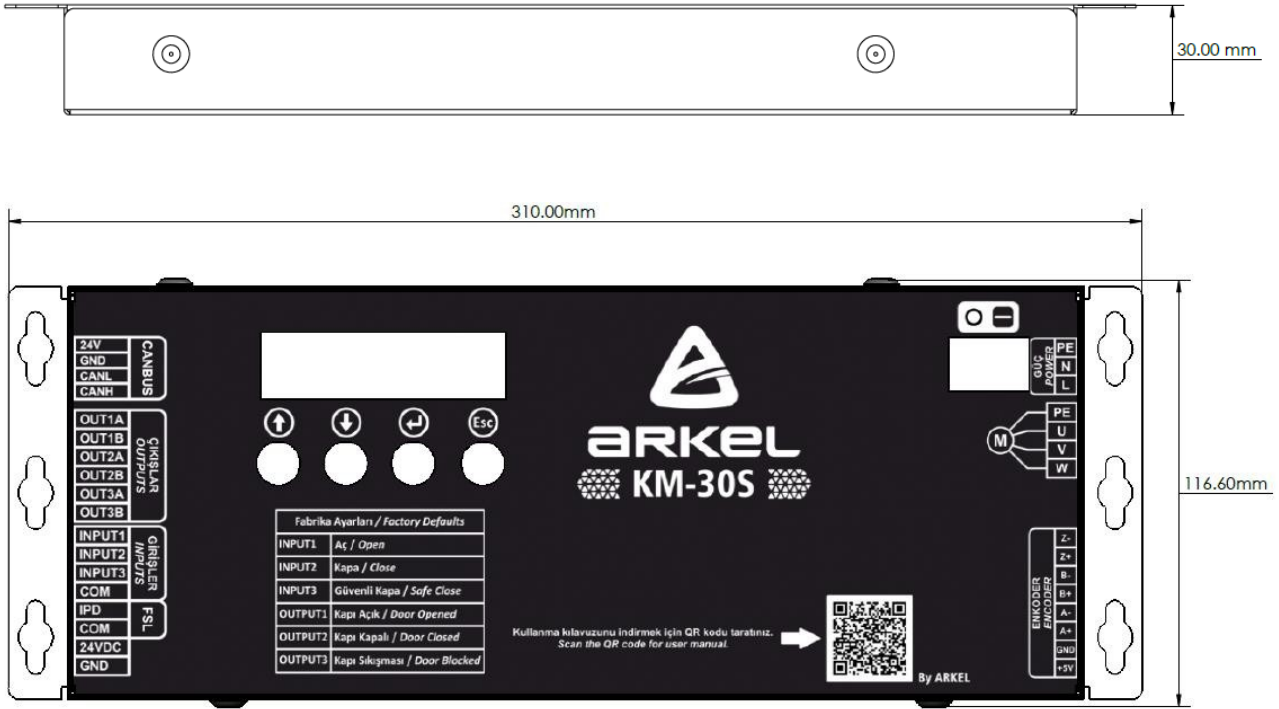 30.00 mm
310.00mm
24V
GND
CANL
CANH
CANBUS
OUT1A
OUT1B
OUT2A
OUT2B
OUT3A
OUT3B
ÇIKIŞLAR
OUTPUTS
INPUT1
INPUT2
INPUT3
COM
GİRİŞLER
INPUTS
IPD
COM
24VDC
GND
FSL
Esc
ARKEL
KM-30S
Fabrika Ayarları / Factory Defaults
INPUT1 Aç / Open
INPUT2 Kapa / Close
INPUT3 Güvenli Kapa / Safe Close
OUTPUT1 Kapı Açık / Door Opened
OUTPUT2 Kapı Kapalı / Door Closed
OUTPUT3 Kapı Sıkışması / Door Blocked
Kullanma kılavuzunu indirmek için QR kodu taratınız.
Scan the QR code for user manual.
By ARKEL
GÜÇ
POWER
PE
N
L
M
PE
U
V
W
ENKODER
ENCODER
Z-
Z+
B-
B+
A-
A+
GND
+5V
116.60mm